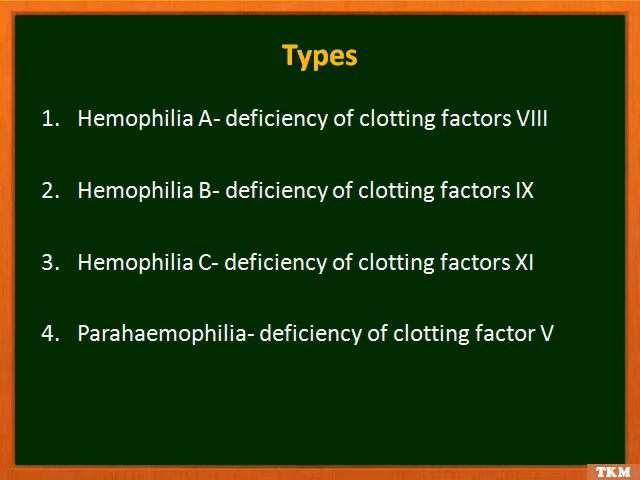 Types
1. Hemophilia A- deficiency of clotting factors VIII
2. Hemophilia B- deficiency of clotting factors IX
3. Hemophilia C- deficiency of clotting factors XI
4. Parahaemophilia- deficiency of clotting factor V
TKM